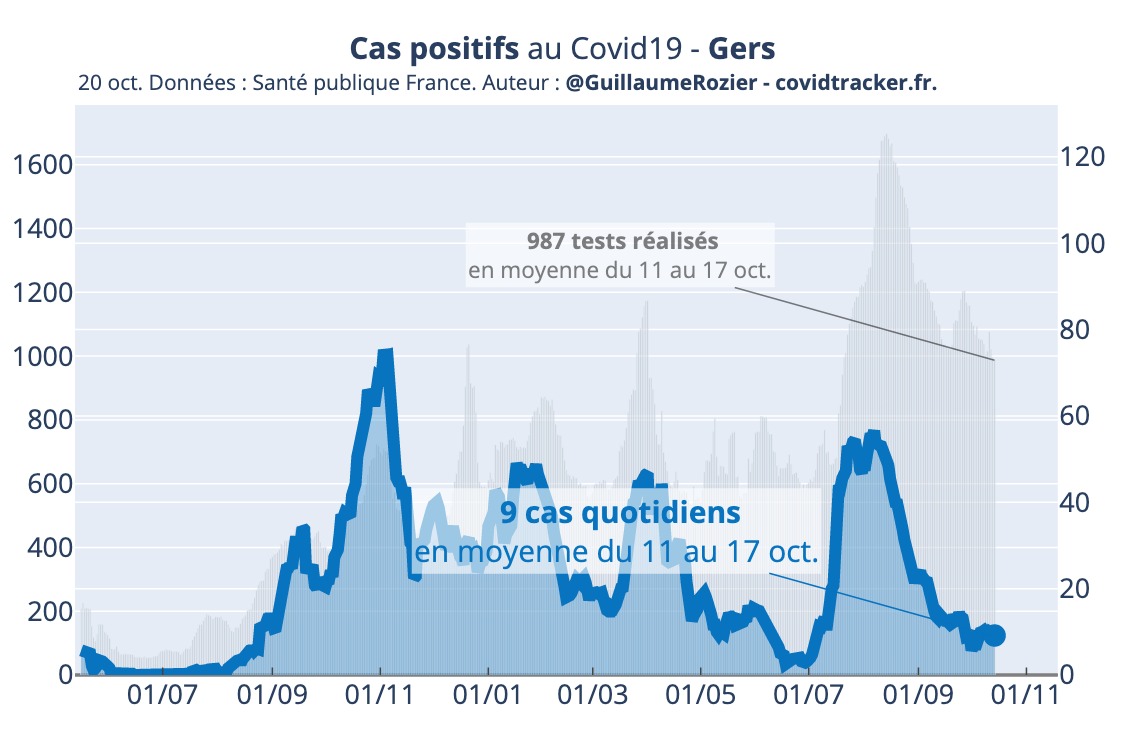 Cas positifs au Covid19 - Gers
20 oct. Données : Santé publique France. Auteur : @GuillaumeRozier - covidtracker.fr.
1600
1400
1200
1000
800
600
400
200
0
120
100
80
60
40
20
0
987 tests réalisés
en moyenne du 11 au 17 oct.
9 cas quotidiens
en moyenne du 11 au 17 oct.
01/07 01/09 01/11 01/01 01/03 01/05 01/07 01/09 01/11